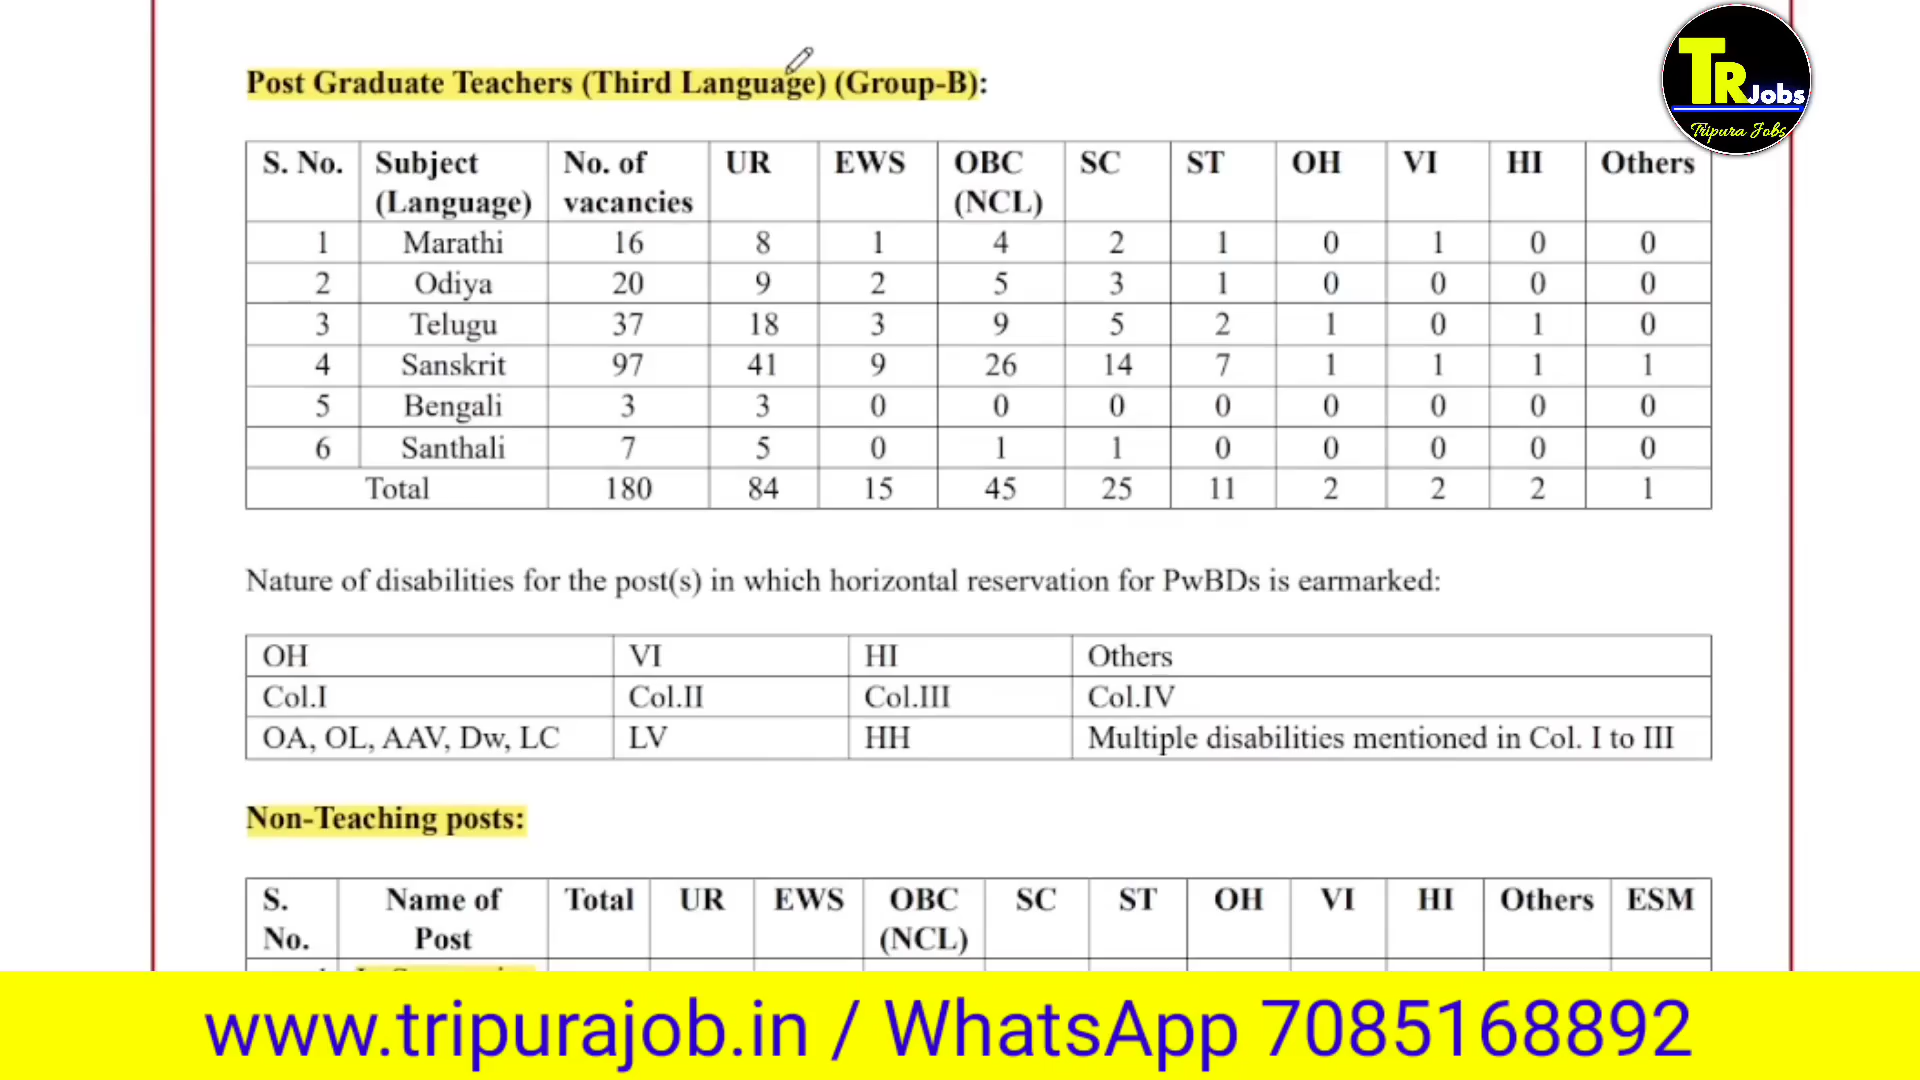 Post Graduate Teachers (Third Language) (Group-B):
TR Jobs
Tripura Jobs
S. No. Subject (Language) No. of vacancies UR EWS OBC (NCL) SC ST OH VI HI Others
1 Marathi 16 8 1 4 2 1 0 1 0 0
2 Odiya 20 9 2 5 3 1 0 0 0 0
3 Telugu 37 18 3 9 5 2 1 0 1 0
4 Sanskrit 97 41 9 26 14 7 1 1 1 1
5 Bengali 3 3 0 0 0 0 0 0 0 0
6 Santhali 7 5 0 1 1 0 0 0 0 0
Total 180 84 15 45 25 11 2 2 2 1
Nature of disabilities for the post(s) in which horizontal reservation for PwBDs is earmarked:
OH VI HI Others
Col.I Col.II Col.III Col.IV
OA, OL, AAV, Dw, LC LV HH Multiple disabilities mentioned in Col. I to III
Non-Teaching posts:
S. No. Name of Post Total UR EWS OBC (NCL) SC ST OH VI HI Others ESM
www.tripurajob.in / WhatsApp 7085168892